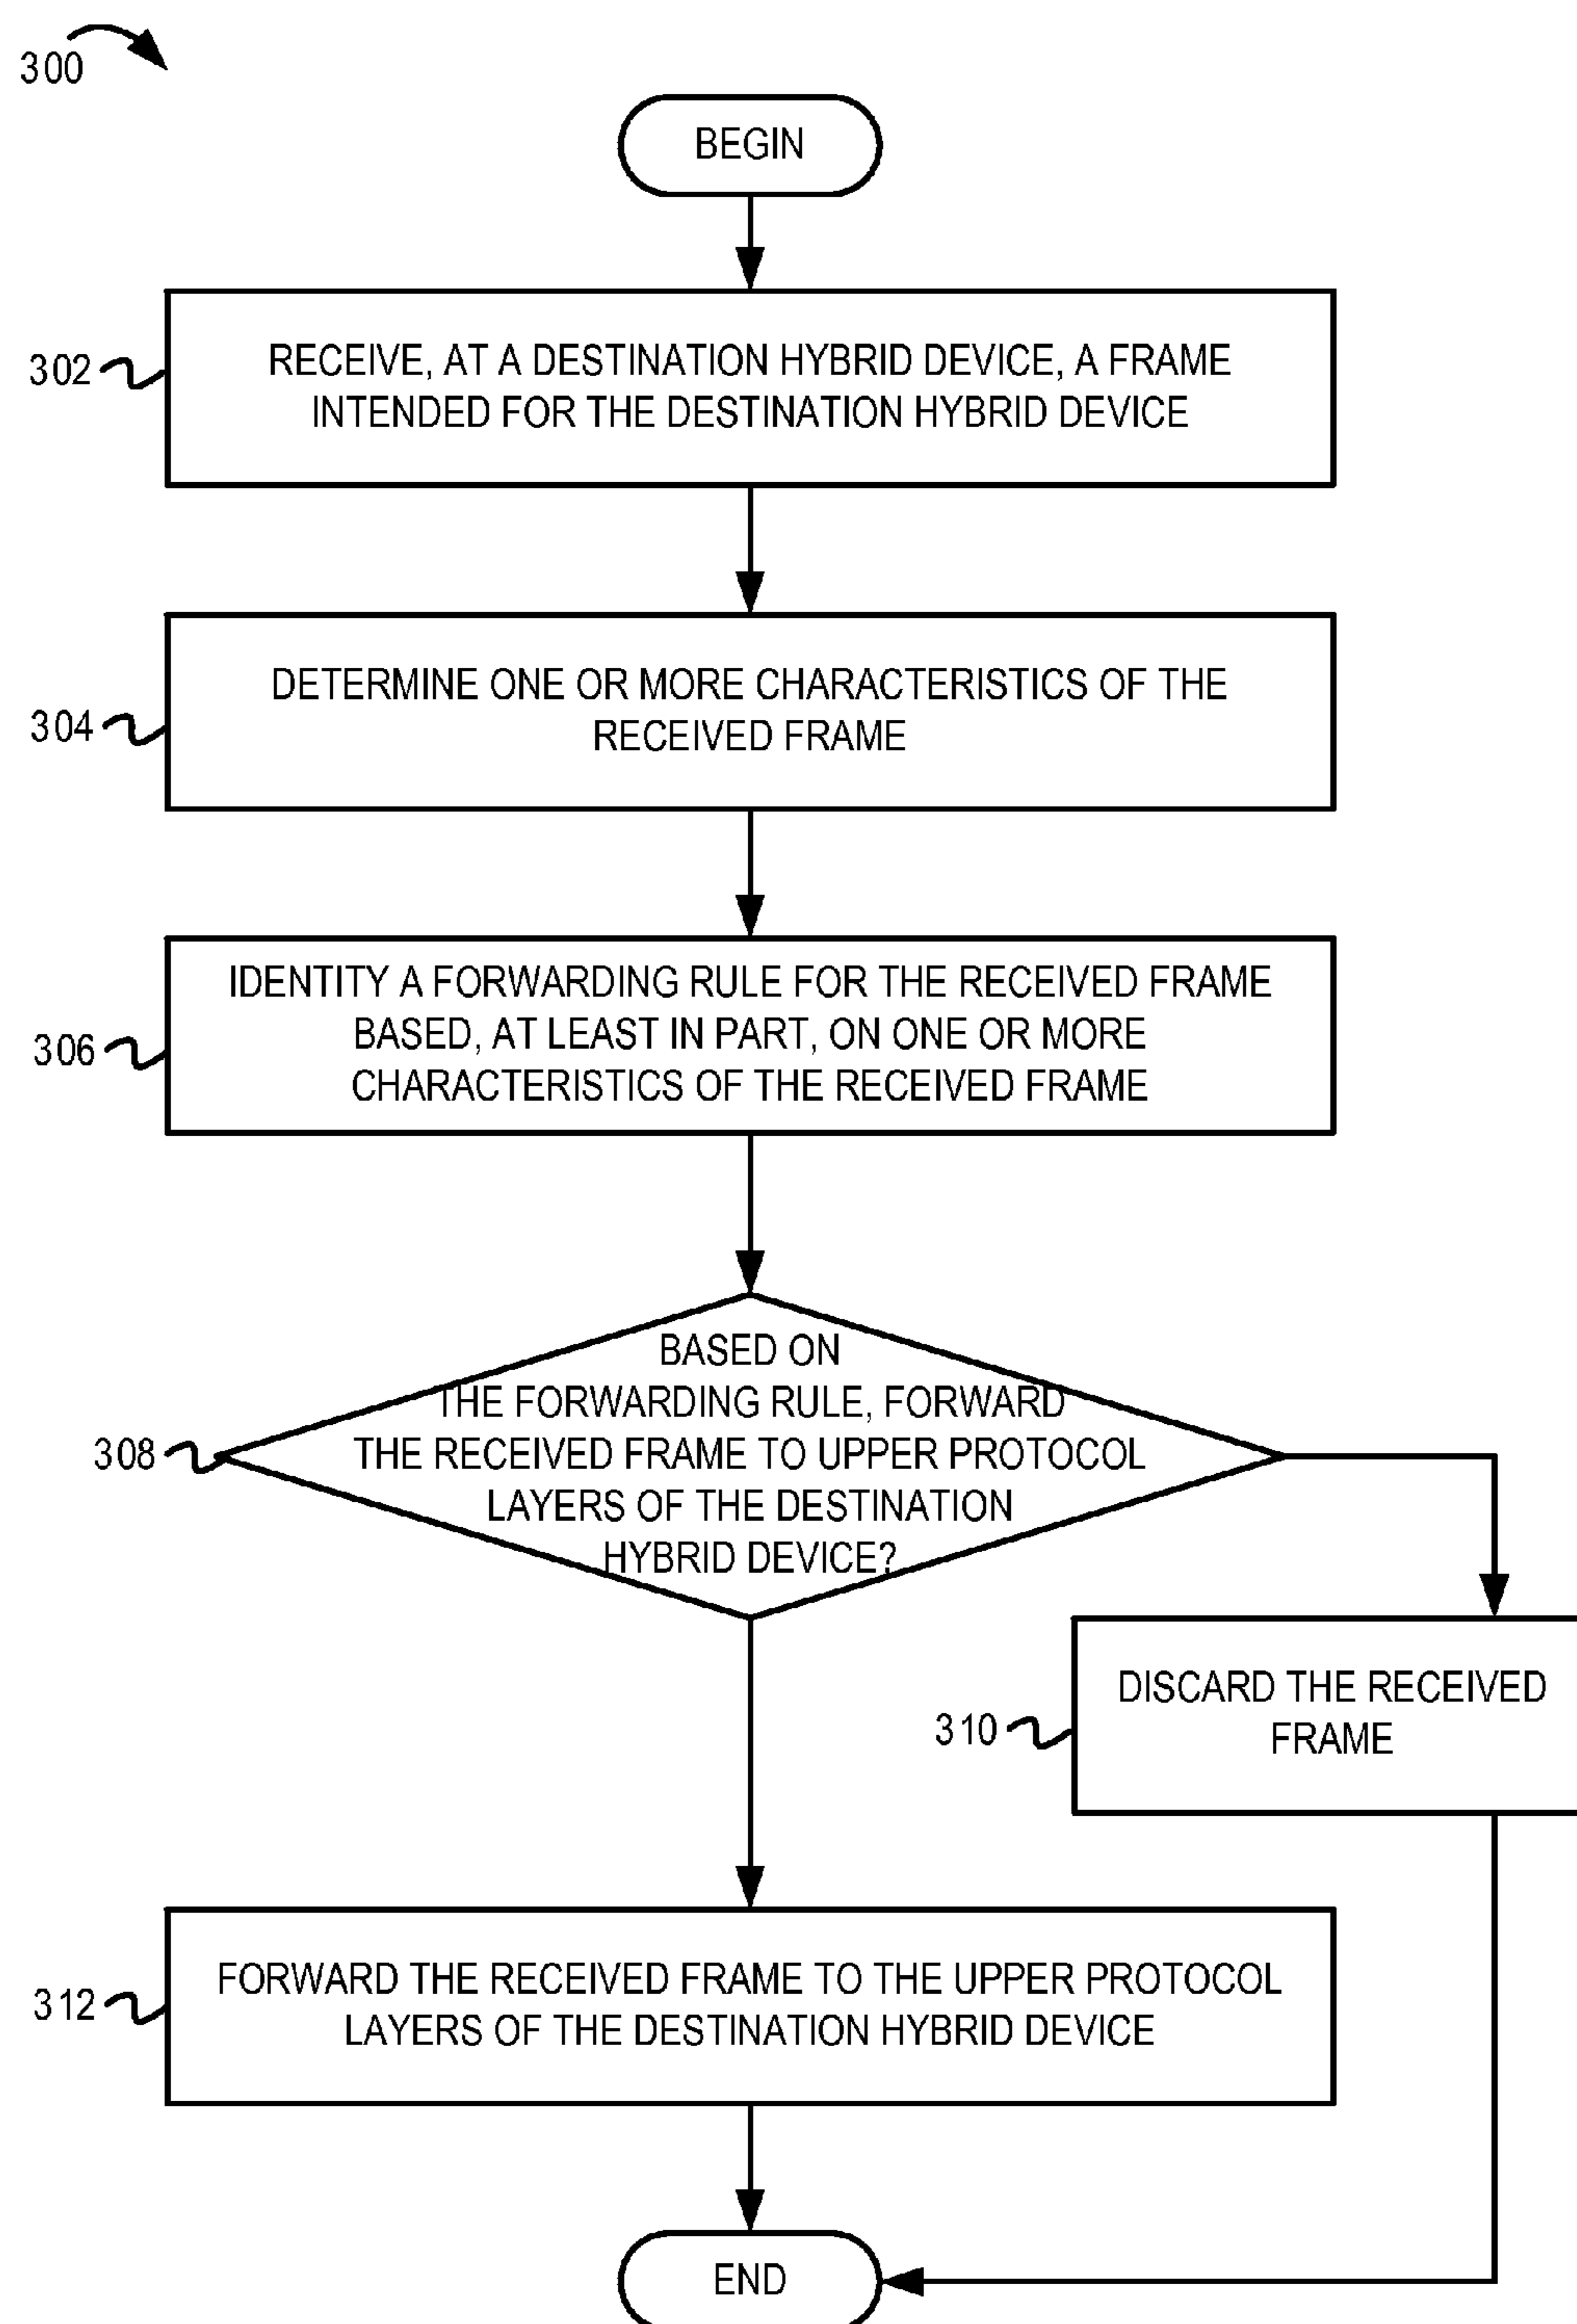 300
BEGIN
302
RECEIVE, AT A DESTINATION HYBRID DEVICE, A FRAME
INTENDED FOR THE DESTINATION HYBRID DEVICE
304
DETERMINE ONE OR MORE CHARACTERISTICS OF THE
RECEIVED FRAME
306
IDENTITY A FORWARDING RULE FOR THE RECEIVED FRAME
BASED, AT LEAST IN PART, ON ONE OR MORE
CHARACTERISTICS OF THE RECEIVED FRAME
308
BASED ON
THE FORWARDING RULE, FORWARD
THE RECEIVED FRAME TO UPPER PROTOCOL
LAYERS OF THE DESTINATION
HYBRID DEVICE?
310
DISCARD THE RECEIVED
FRAME
312
FORWARD THE RECEIVED FRAME TO THE UPPER PROTOCOL
LAYERS OF THE DESTINATION HYBRID DEVICE
END